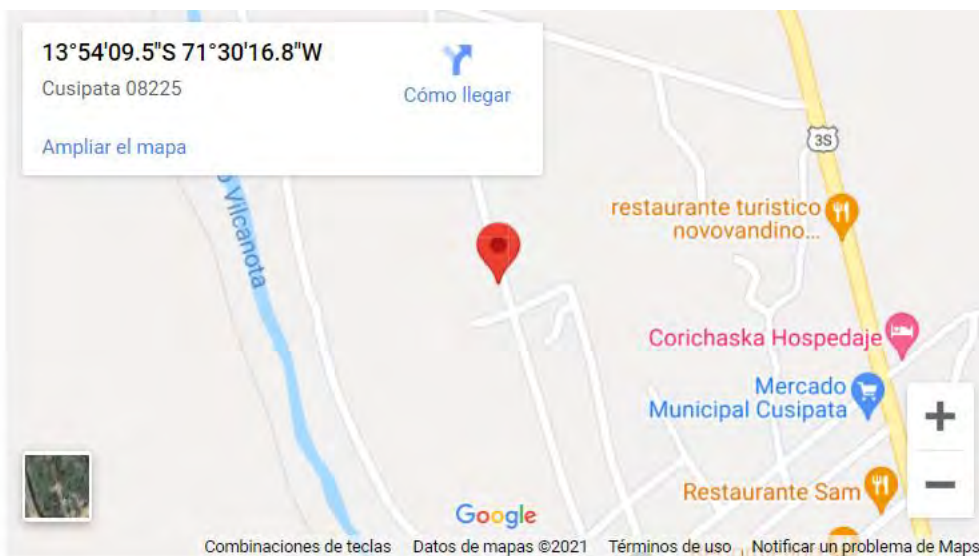 13°54'09.5"S 71°30'16.8"W
Cusipata 08225
Cómo llegar
Ampliar el mapa
Vilcanota
3S
restaurante turistico
novovandino...
Corichaska Hospedaje
Mercado
Municipal Cusipata
Restaurante Sam
Google
Combinaciones de teclas Datos de mapas ©2021 Términos de uso Notificar un problema de Maps